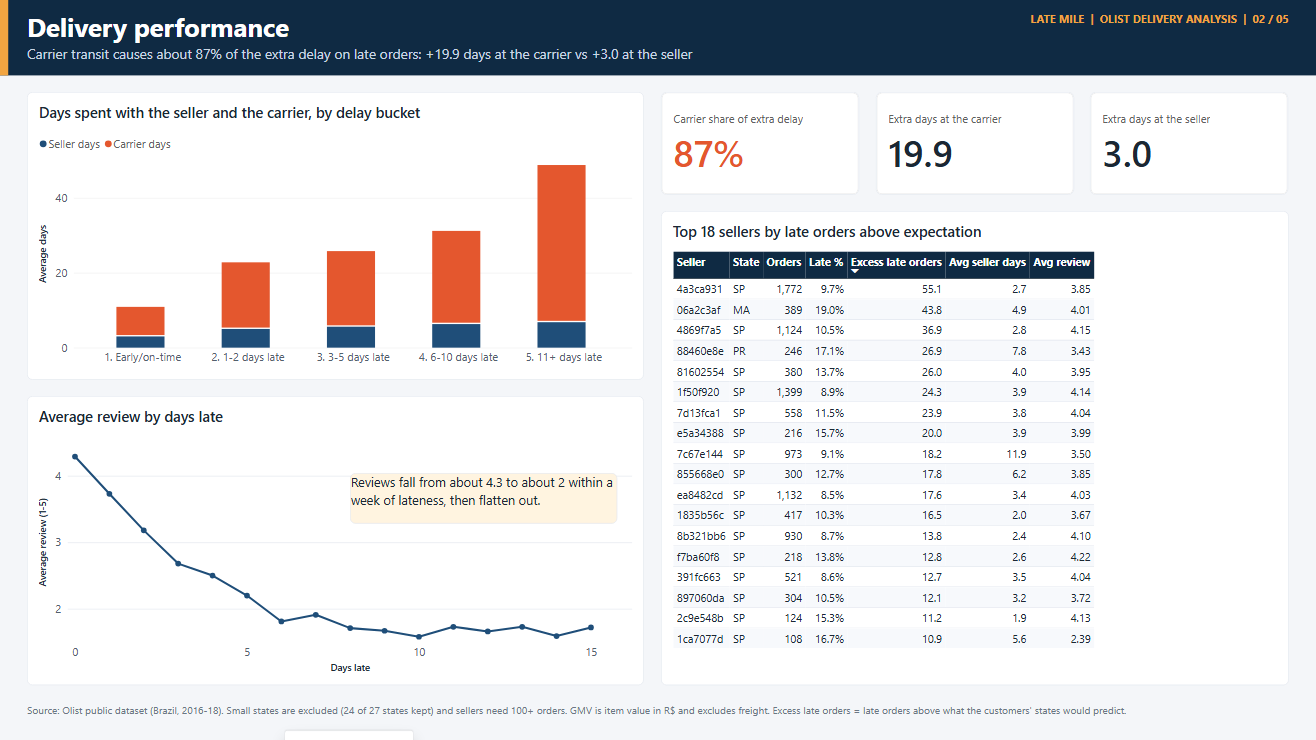 Delivery performance
LATE MILE | OLIST DELIVERY ANALYSIS | 02 / 05
Carrier transit causes about 87% of the extra delay on late orders: +19.9 days at the carrier vs +3.0 at the seller
Days spent with the seller and the carrier, by delay bucket
Seller days Carrier days
Average days
40
20
0
1. Early/on-time 2. 1-2 days late 3. 3-5 days late 4. 6-10 days late 5. 11+ days late
Average review by days late
Reviews fall from about 4.3 to about 2 within a
week of lateness, then flatten out.
Average review (1-5)
4
3
2
0 5 10 15
Days late
Carrier share of extra delay
87%
Extra days at the carrier
19.9
Extra days at the seller
3.0
Top 18 sellers by late orders above expectation
Seller State Orders Late % Excess late orders Avg seller days Avg review
4a3ca931 SP 1,772 9.7% 55.1 2.7 3.85
06a2c3af MA 389 19.0% 43.8 4.9 4.01
4869f7a5 SP 1,124 10.5% 36.9 2.8 4.15
88460e8e PR 246 17.1% 26.9 7.8 3.43
81602554 SP 380 13.7% 26.0 4.0 3.95
1f50f920 SP 1,399 8.9% 24.3 3.9 4.14
7d13fca1 SP 558 11.5% 23.9 3.8 4.04
e5a34388 SP 216 15.7% 20.0 3.9 3.99
7c67e144 SP 973 9.1% 18.2 11.9 3.50
855668e0 SP 300 12.7% 17.8 6.2 3.85
ea8482cd SP 1,132 8.5% 17.6 3.4 4.03
1835b56c SP 417 10.3% 16.5 2.0 3.67
8b321bb6 SP 930 8.7% 13.8 2.4 4.10
f7ba60f8 SP 218 13.8% 12.8 2.6 4.22
391fc663 SP 521 8.6% 12.7 3.5 4.04
897060da SP 304 10.5% 12.1 3.2 3.72
2c9e548b SP 124 15.3% 11.2 1.9 4.13
1ca7077d SP 108 16.7% 10.9 5.6 2.39
Source: Olist public dataset (Brazil, 2016-18). Small states are excluded (24 of 27 states kept) and sellers need 100+ orders. GMV is item value in R$ and excludes freight. Excess late orders = late orders above what the customers' states would predict.